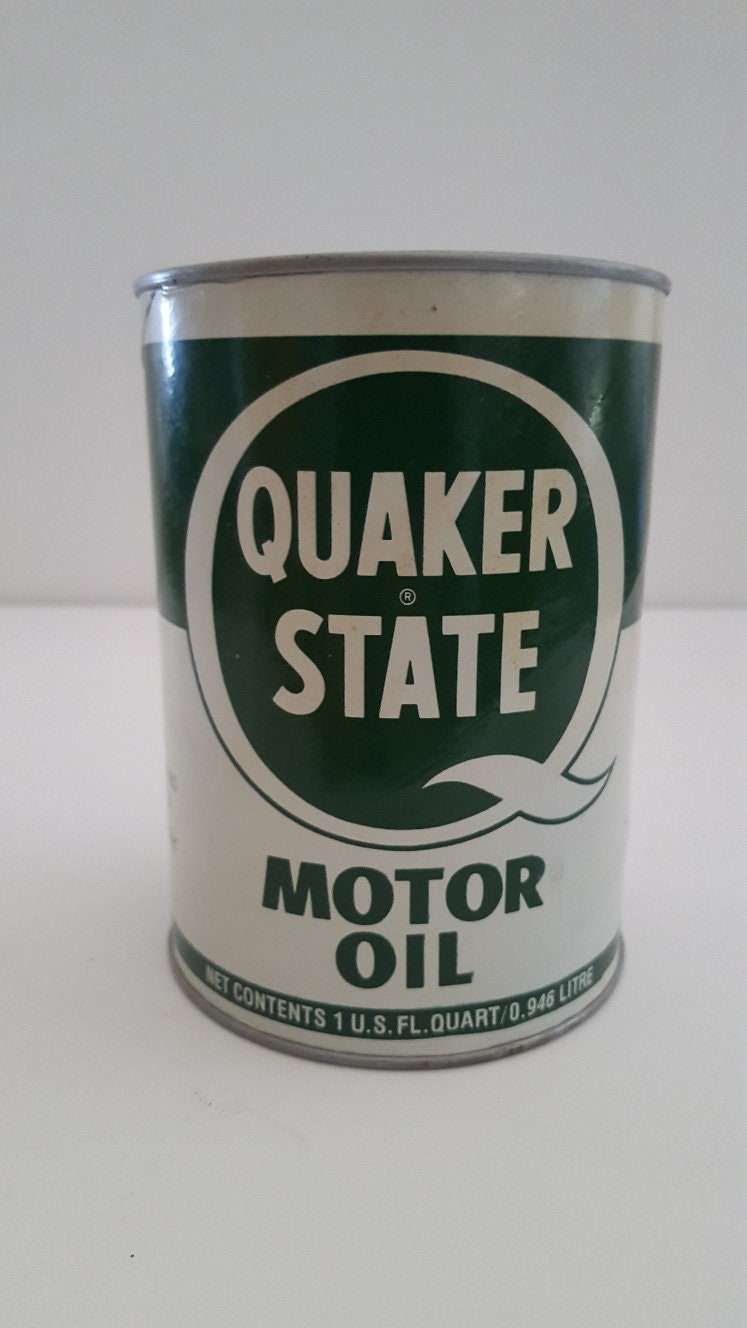 QUAKER
®
STATE
MOTOR
OIL
NET CONTENTS 1 U.S. FL. QUART/0.946 LITRE